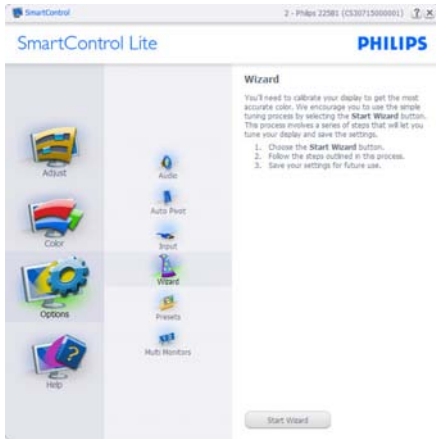 SmartControl
2 - Philips 225B1 (CS30715000001)
? X
SmartControl Lite
PHILIPS
Adjust
Color
Options
Help
Audio
Auto Pivot
Input
Wizard
Presets
Multi Monitors
Wizard
You'll need to calibrate your display to get the most
accurate color. We encourage you to use the simple
tuning process by selecting the Start Wizard button.
This process involves a series of steps that will let you
tune your display and save the settings.
1. Choose the Start Wizard button.
2. Follow the steps outlined in this process.
3. Save your settings for future use.
Start Wizard